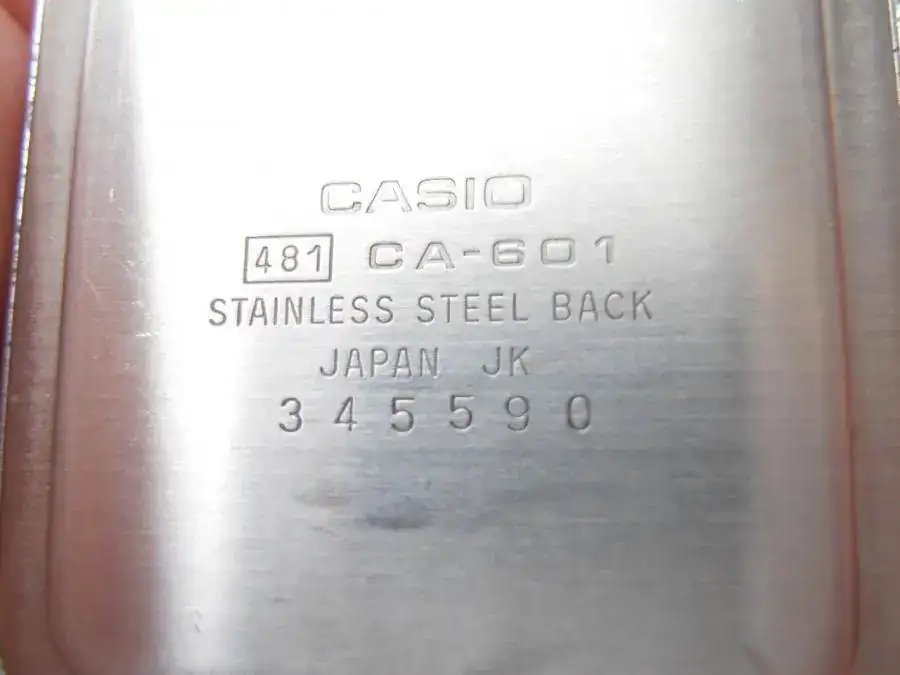 CASIO
481 CA-601
STAINLESS STEEL BACK
JAPAN JK
345590